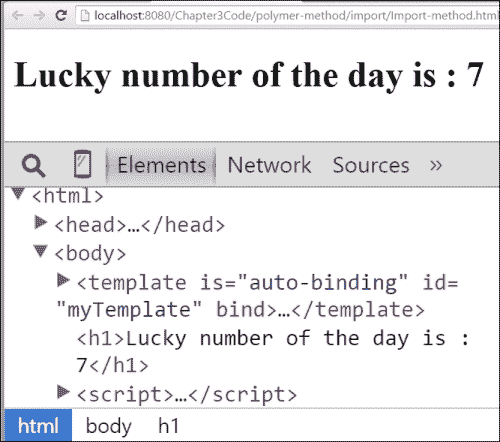 localhost:8080/Chapter3Code/polymer-method/import/Import-method.htm
Lucky number of the day is : 7
Elements Network Sources »
▼<html>
▶<head>…</head>
▼<body>
▶<template is="auto-binding" id=
"myTemplate" bind>…</template>
<h1>Lucky number of the day is :
7</h1>
▶<script>…</script>
html body h1